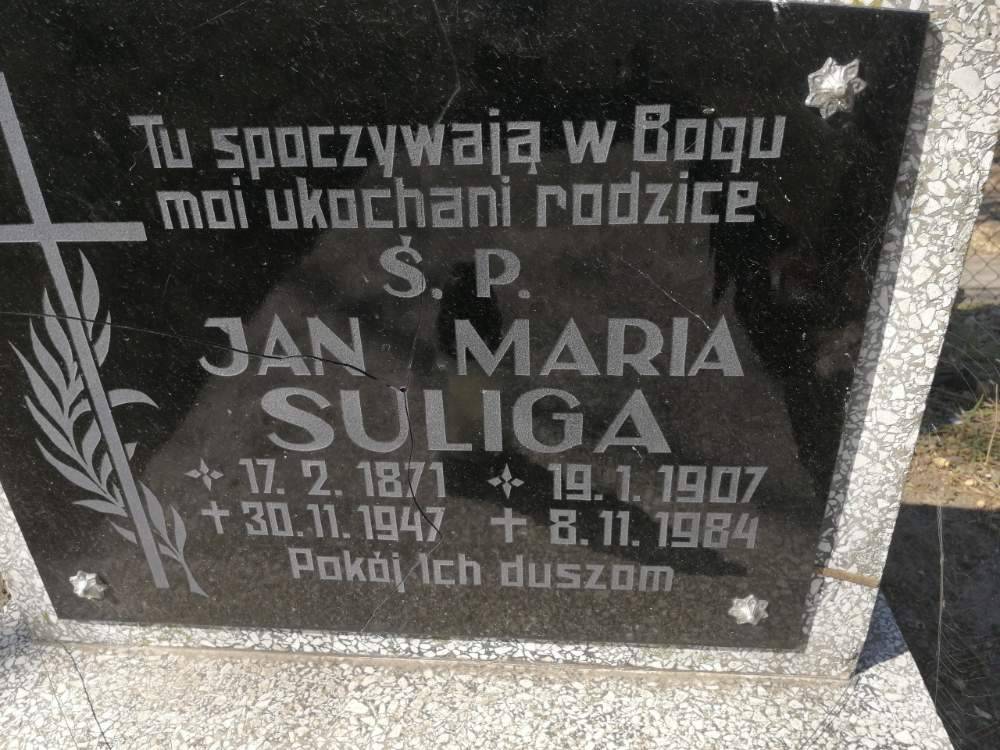 Tu spoczywają w Bogu
moi ukochani rodzice
Ś. P.
JAN MARIA
SULIGA
17. 2. 1871 19. 1. 1907
30. 11. 1947 8. 11. 1984
Pokój Ich duszom